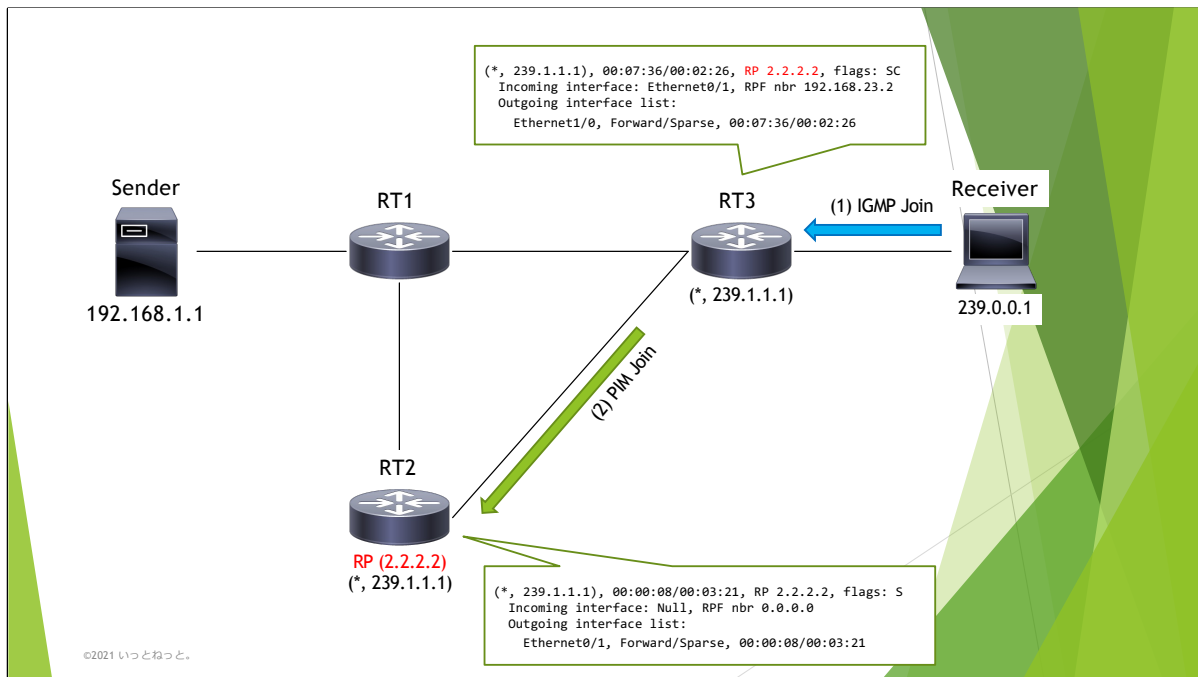 (*, 239.1.1.1), 00:07:36/00:02:26, RP 2.2.2.2, flags: SC
Incoming interface: Ethernet0/1, RPF nbr 192.168.23.2
Outgoing interface list:
Ethernet1/0, Forward/Sparse, 00:07:36/00:02:26
Sender
RT1
RT3
Receiver
(1) IGMP Join
192.168.1.1
(*, 239.1.1.1)
239.0.0.1
(2) PIM Join
RT2
RP (2.2.2.2)
(*, 239.1.1.1)
(*, 239.1.1.1), 00:00:08/00:03:21, RP 2.2.2.2, flags: S
Incoming interface: Null, RPF nbr 0.0.0.0
Outgoing interface list:
Ethernet0/1, Forward/Sparse, 00:00:08/00:03:21
©2021 いっとねっと。